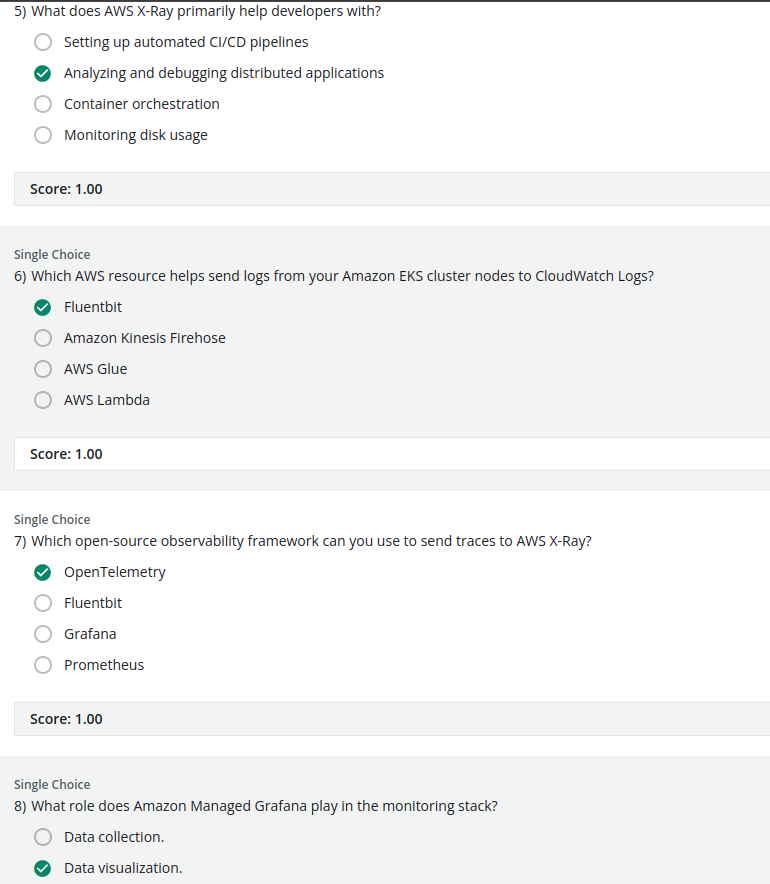 5) What does AWS X-Ray primarily help developers with?
Setting up automated CI/CD pipelines
Analyzing and debugging distributed applications
Container orchestration
Monitoring disk usage
Score: 1.00
Single Choice
6) Which AWS resource helps send logs from your Amazon EKS cluster nodes to CloudWatch Logs?
Fluentbit
Amazon Kinesis Firehose
AWS Glue
AWS Lambda
Score: 1.00
Single Choice
7) Which open-source observability framework can you use to send traces to AWS X-Ray?
OpenTelemetry
Fluentbit
Grafana
Prometheus
Score: 1.00
Single Choice
8) What role does Amazon Managed Grafana play in the monitoring stack?
Data collection.
Data visualization.